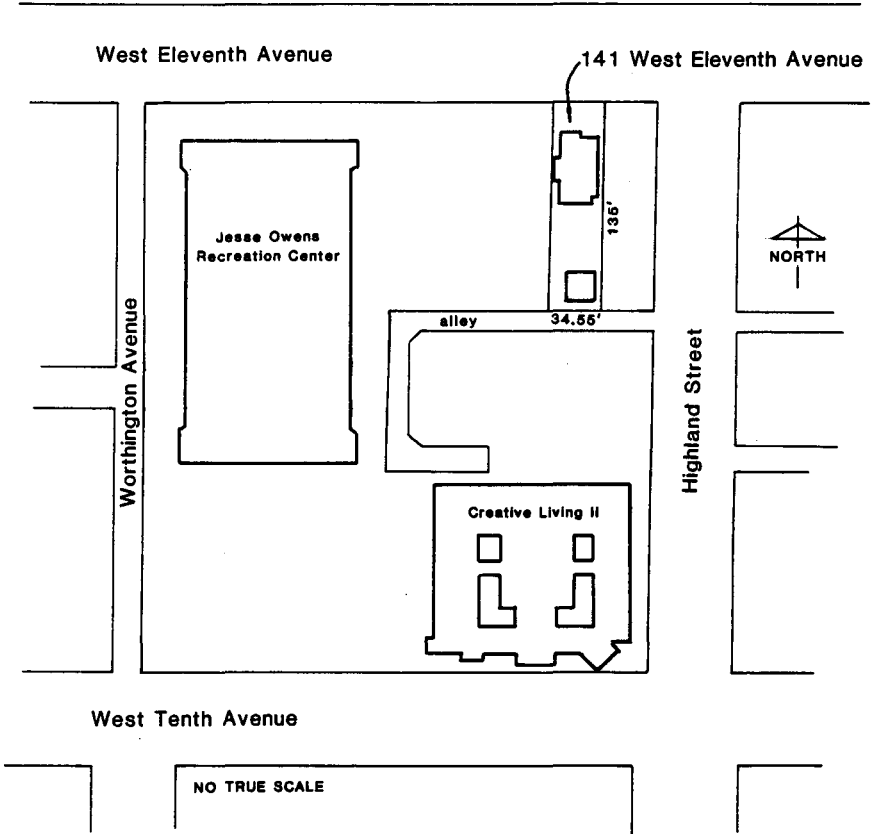 West Eleventh Avenue
141 West Eleventh Avenue
Jesse Owens
Recreation Center
135'
NORTH
alley
34.55'
Worthington Avenue
Highland Street
Creative Living II
West Tenth Avenue
NO TRUE SCALE